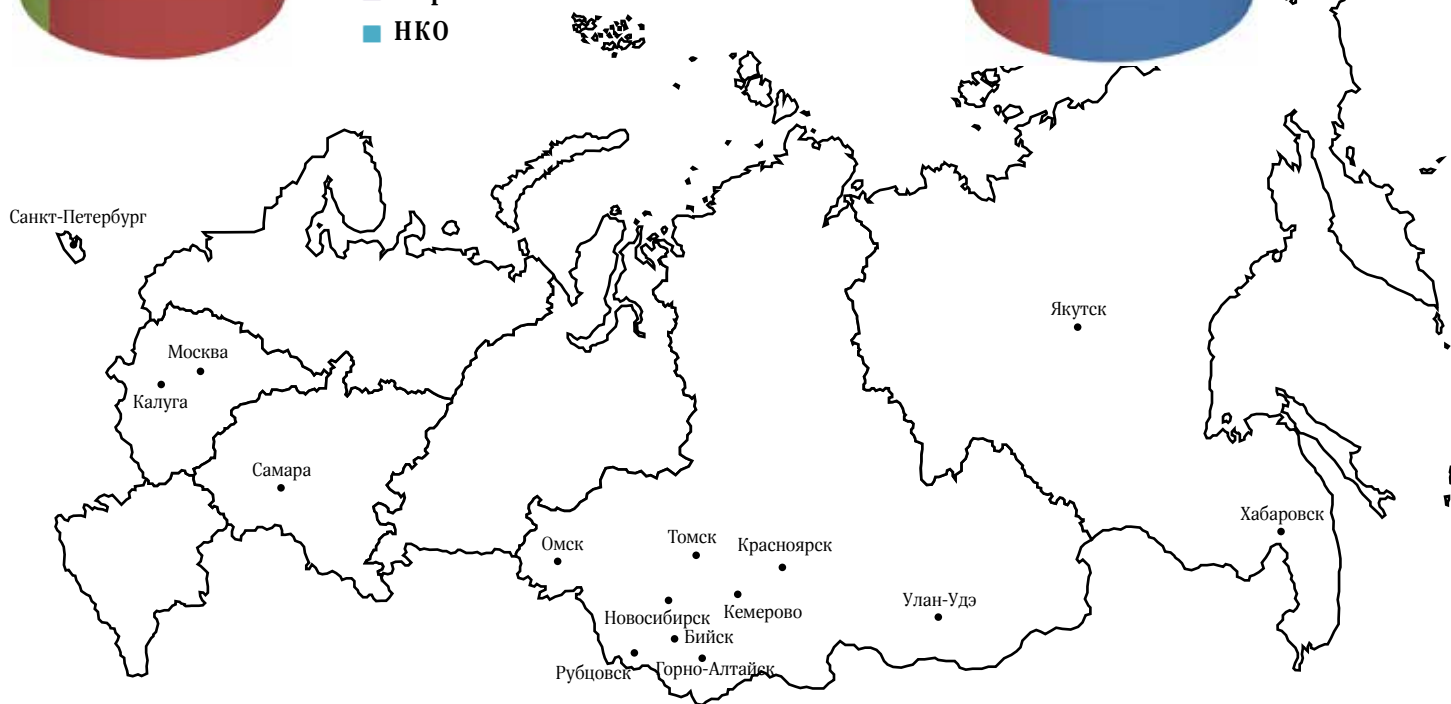 НКО
Санкт-Петербург
Якутск
Москва
Калуга
Самара
Хабаровск
Омск
Томск
Красноярск
Улан-Удэ
Новосибирск
Кемерово
Бийск
Рубцовск
Горно-Алтайск